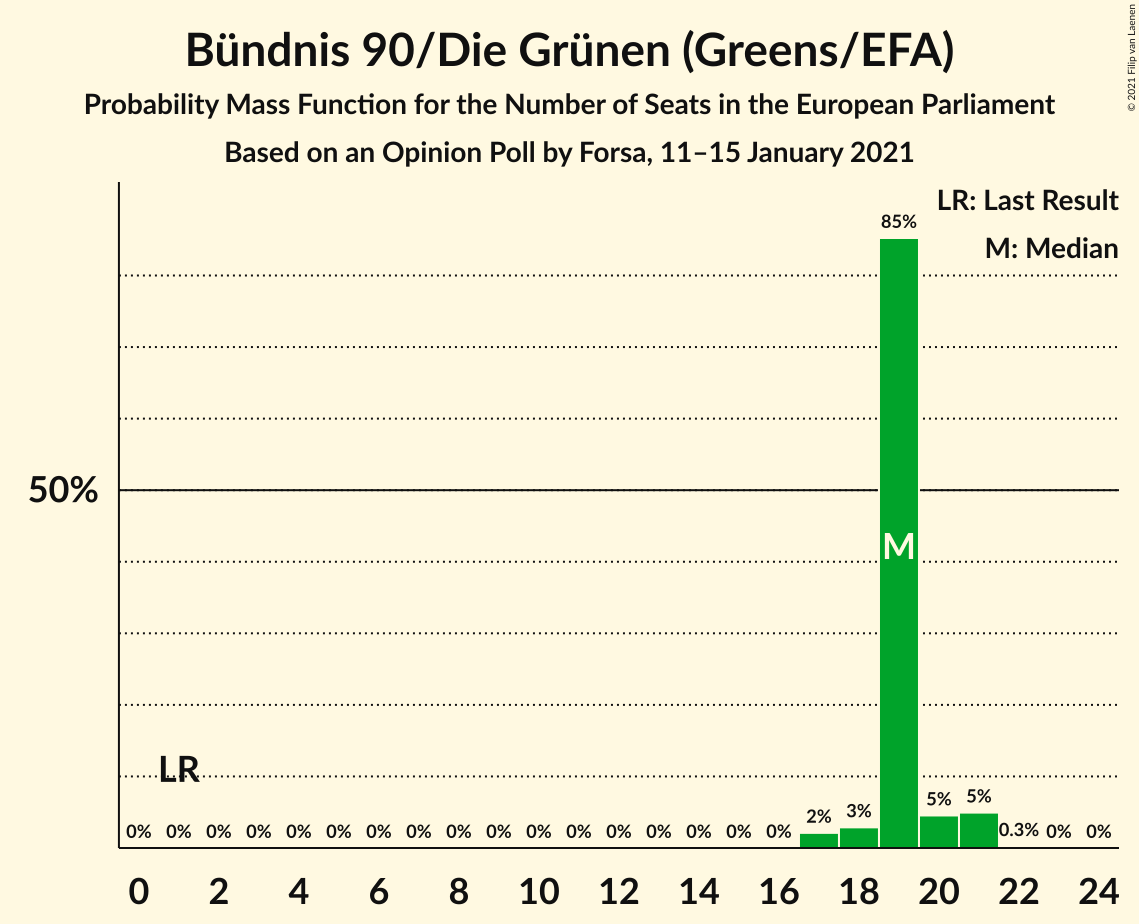 Bündnis 90/Die Grünen (Greens/EFA)
Probability Mass Function for the Number of Seats in the European Parliament
Based on an Opinion Poll by Forsa, 11–15 January 2021
© 2021 Filip van Laenen
LR: Last Result
M: Median
85%
50%
M
LR
0% 0% 0% 0% 0% 0% 0% 0% 0% 0% 0% 0% 0% 0% 0% 0% 0% 2% 3% 5% 5% 0.3% 0% 0%
0 2 4 6 8 10 12 14 16 18 20 22 24